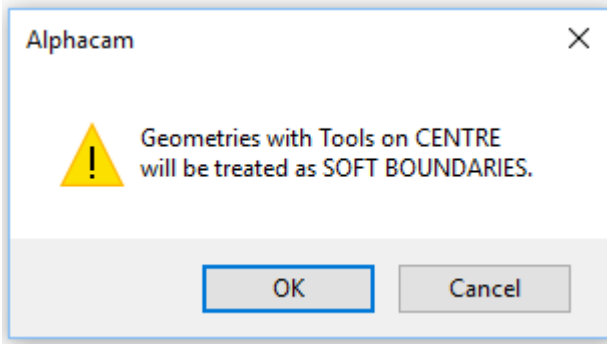 Alphacam
Geometries with Tools on CENTRE
will be treated as SOFT BOUNDARIES.
OK
Cancel